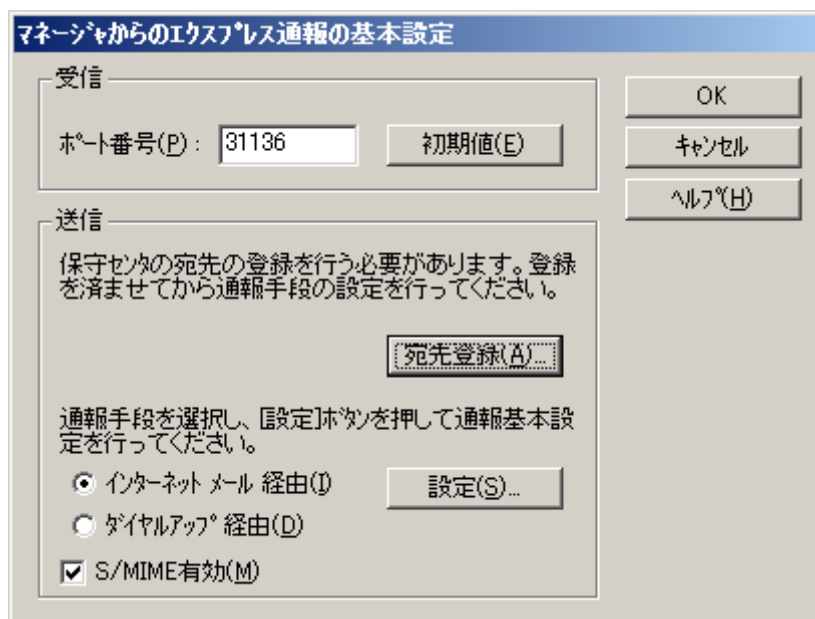 ﾏﾈｰｼﾞｬからのｴｸｽﾌﾟﾚｽ通報の基本設定
受信
ﾎﾟｰﾄ番号(P)： 31136 初期値(E)
OK
ｷｬﾝｾﾙ
ﾍﾙﾌﾟ(H)
送信
保守ｾﾝﾀの宛先の登録を行う必要があります。登録
を済ませてから通報手段の設定を行ってください。
宛先登録(A)...
通報手段を選択し、[設定]ﾎﾞﾀﾝを押して通報基本設
定を行ってください。
ｲﾝﾀｰﾈｯﾄ ﾒｰﾙ 経由(I) 設定(S)...
ﾀﾞｲﾔﾙｱｯﾌﾟ 経由(D)
S/MIME有効(M)